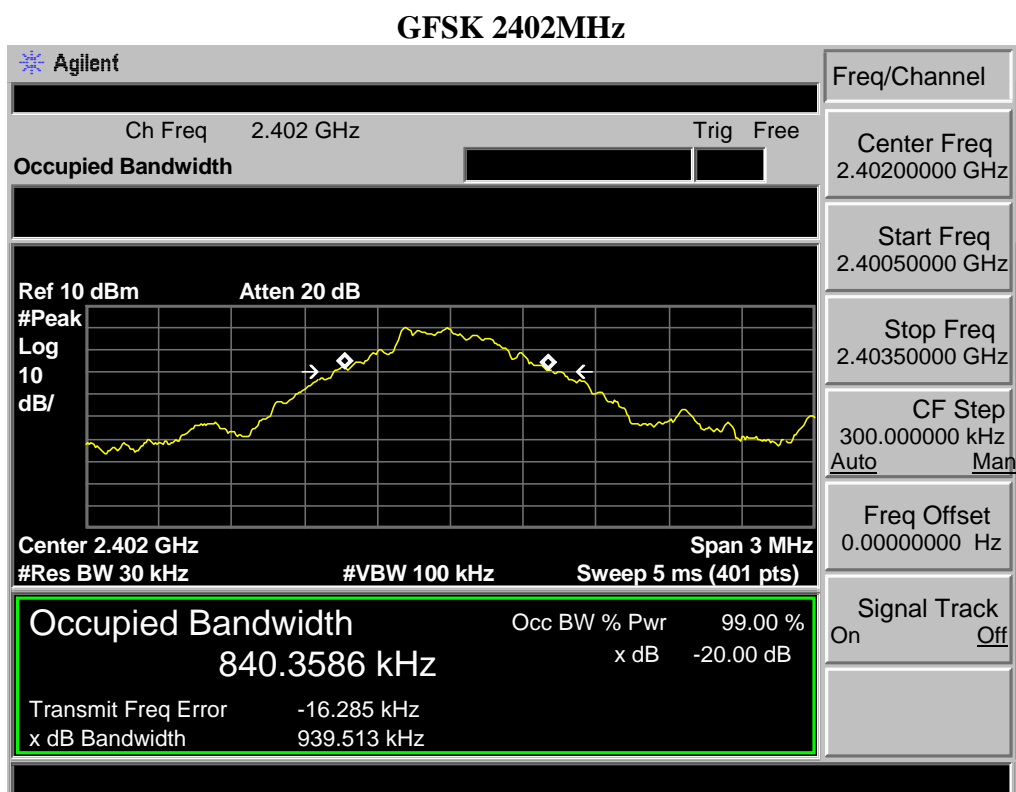 GFSK 2402MHz
Agilent
Freq/Channel
Ch Freq 2.402 GHz Trig Free
Occupied Bandwidth
Center Freq
2.40200000 GHz
Start Freq
2.40050000 GHz
Stop Freq
2.40350000 GHz
CF Step
300.000000 kHz
Auto Man
Freq Offset
0.00000000 Hz
Signal Track
On Off
Ref 10 dBm Atten 20 dB
#Peak
Log
10
dB/
Center 2.402 GHz Span 3 MHz
#Res BW 30 kHz #VBW 100 kHz Sweep 5 ms (401 pts)
Occupied Bandwidth Occ BW % Pwr 99.00 %
840.3586 kHz x dB -20.00 dB
Transmit Freq Error -16.285 kHz
x dB Bandwidth 939.513 kHz